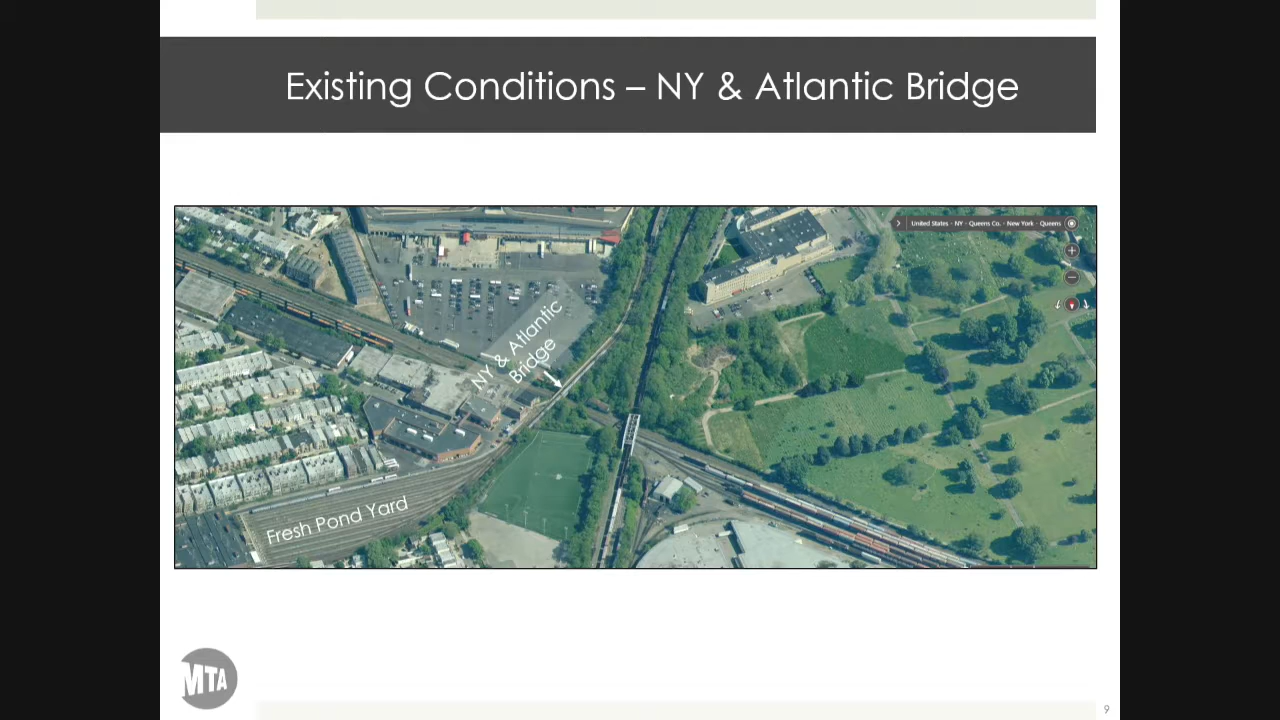 Existing Conditions – NY & Atlantic Bridge
United States - NY - Queens Co. - New York - Queens
NY & Atlantic
Bridge
Fresh Pond Yard
MTA
9